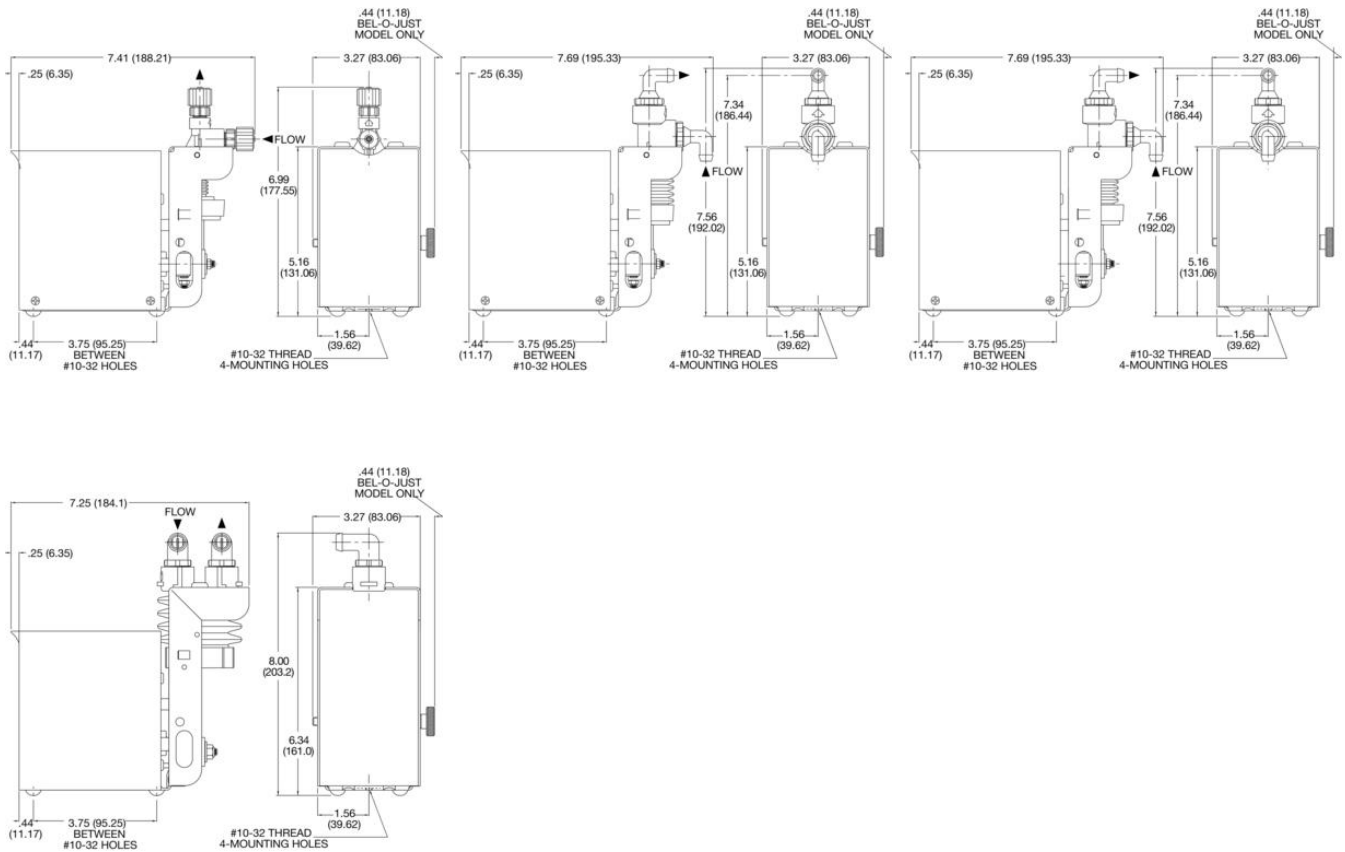 .44 (11.18)
BEL-O-JUST
MODEL ONLY
7.41 (188.21)
3.27 (83.06)
.25 (6.35)
FLOW
6.99
(177.55)
5.16
(131.06)
.44
(11.17)
3.75 (95.25)
BETWEEN
#10-32 HOLES
1.56
(39.62)
#10-32 THREAD
4-MOUNTING HOLES
.44 (11.18)
BEL-O-JUST
MODEL ONLY
7.69 (195.33)
3.27 (83.06)
.25 (6.35)
7.34
(186.44)
FLOW
7.56
(192.02)
5.16
(131.06)
.44
(11.17)
3.75 (95.25)
BETWEEN
#10-32 HOLES
1.56
(39.62)
#10-32 THREAD
4-MOUNTING HOLES
.44 (11.18)
BEL-O-JUST
MODEL ONLY
7.69 (195.33)
3.27 (83.06)
.25 (6.35)
7.34
(186.44)
FLOW
7.56
(192.02)
5.16
(131.06)
.44
(11.17)
3.75 (95.25)
BETWEEN
#10-32 HOLES
1.56
(39.62)
#10-32 THREAD
4-MOUNTING HOLES
.44 (11.18)
BEL-O-JUST
MODEL ONLY
7.25 (184.1)
FLOW
3.27 (83.06)
.25 (6.35)
8.00
(203.2)
6.34
(161.0)
.44
(11.17)
3.75 (95.25)
BETWEEN
#10-32 HOLES
1.56
(39.62)
#10-32 THREAD
4-MOUNTING HOLES